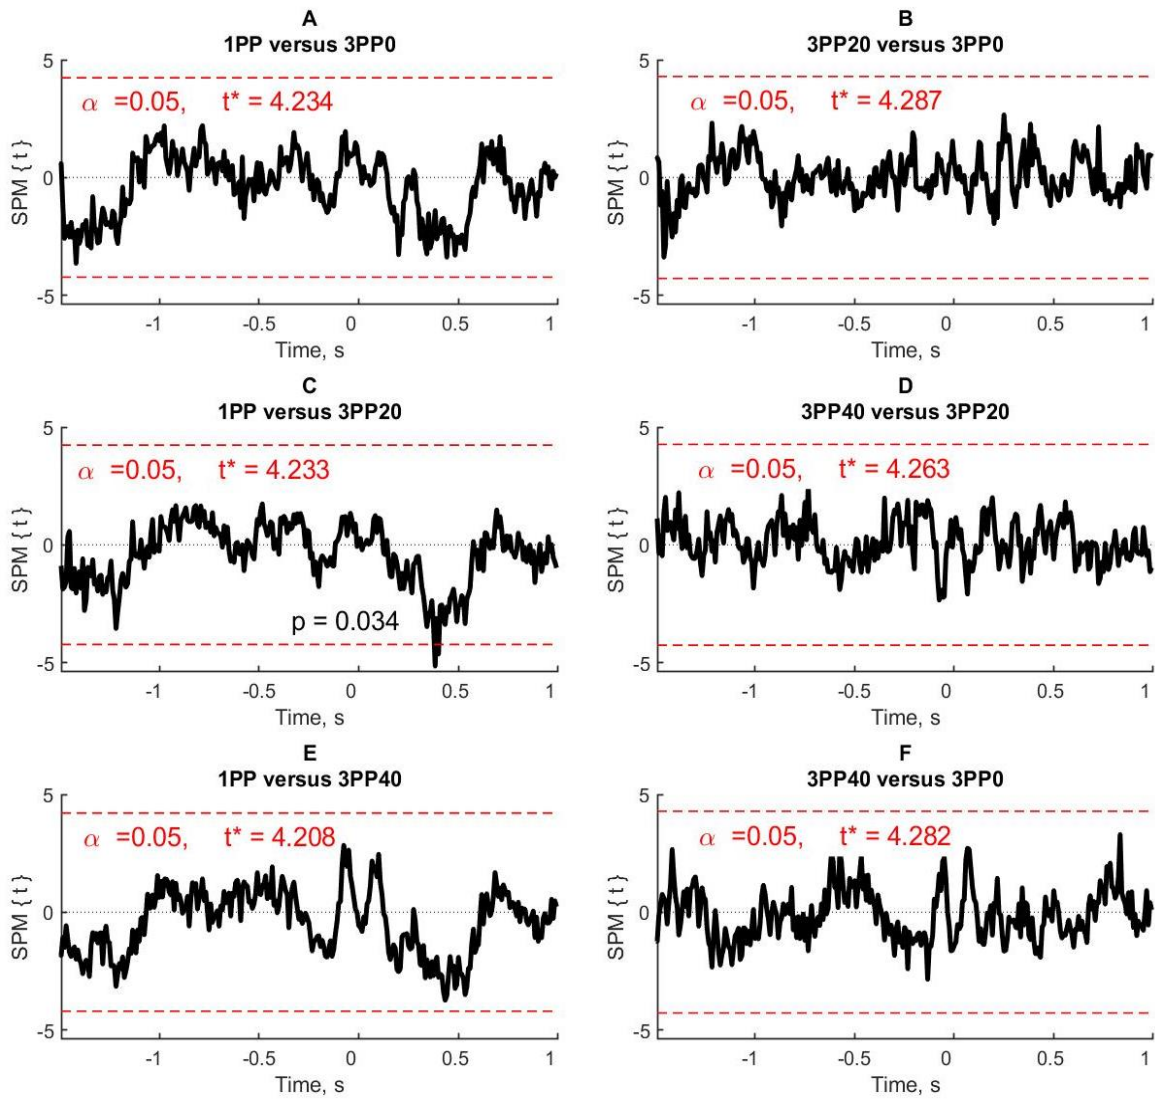 A
1PP versus 3PP0
5
α =0.05, t* = 4.234
0
-5
SPM { t }
-1 -0.5 0 0.5 1
Time, s
B
3PP20 versus 3PP0
5
α =0.05, t* = 4.287
0
-5
SPM { t }
-1 -0.5 0 0.5 1
Time, s
C
1PP versus 3PP20
5
α =0.05, t* = 4.233
0
p = 0.034
-5
SPM { t }
-1 -0.5 0 0.5 1
Time, s
D
3PP40 versus 3PP20
5
α =0.05, t* = 4.263
0
-5
SPM { t }
-1 -0.5 0 0.5 1
Time, s
E
1PP versus 3PP40
5
α =0.05, t* = 4.208
0
-5
SPM { t }
-1 -0.5 0 0.5 1
Time, s
F
3PP40 versus 3PP0
5
α =0.05, t* = 4.282
0
-5
SPM { t }
-1 -0.5 0 0.5 1
Time, s